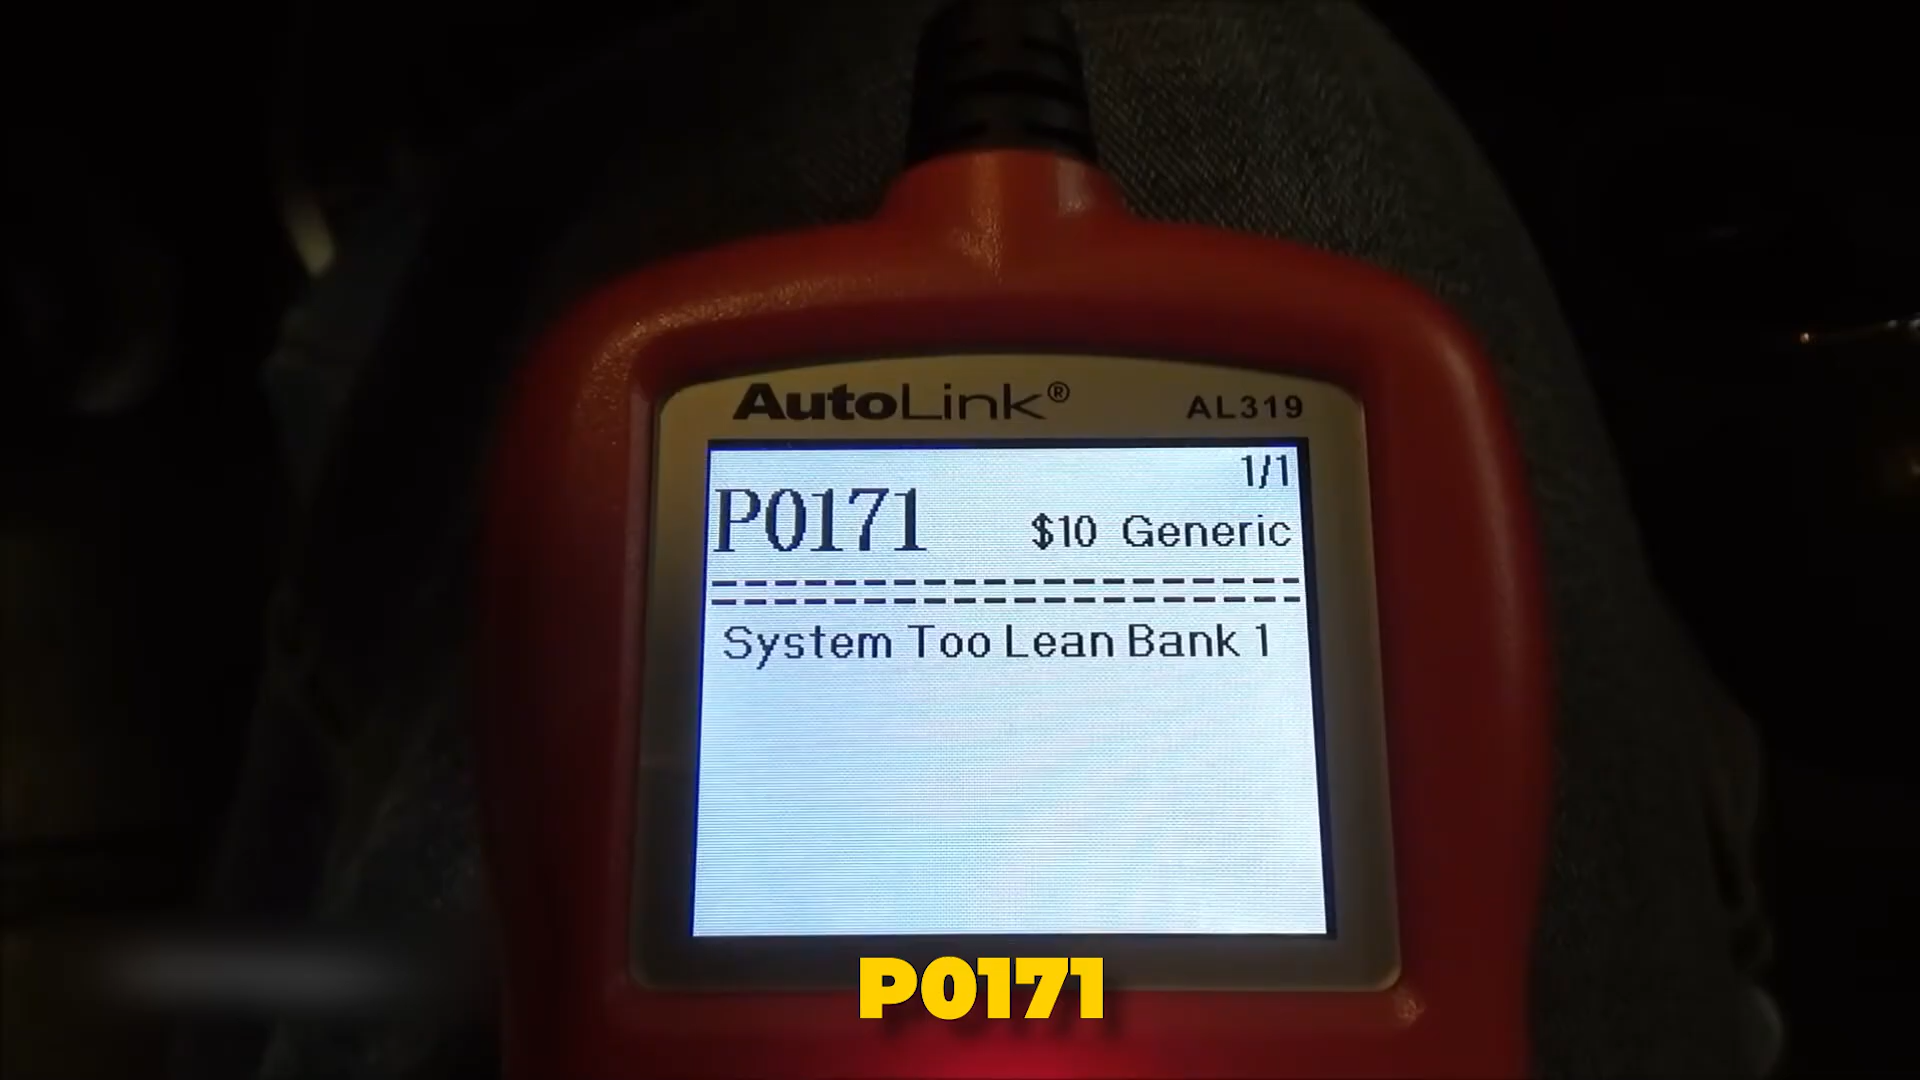 AutoLink® AL319
1/1
P0171 $10 Generic
System Too Lean Bank 1
P0171